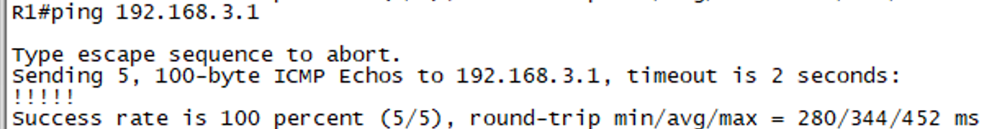 R1#ping 192.168.3.1
Type escape sequence to abort.
Sending 5, 100-byte ICMP Echos to 192.168.3.1, timeout is 2 seconds:
!!!!!
Success rate is 100 percent (5/5), round-trip min/avg/max = 280/344/452 ms